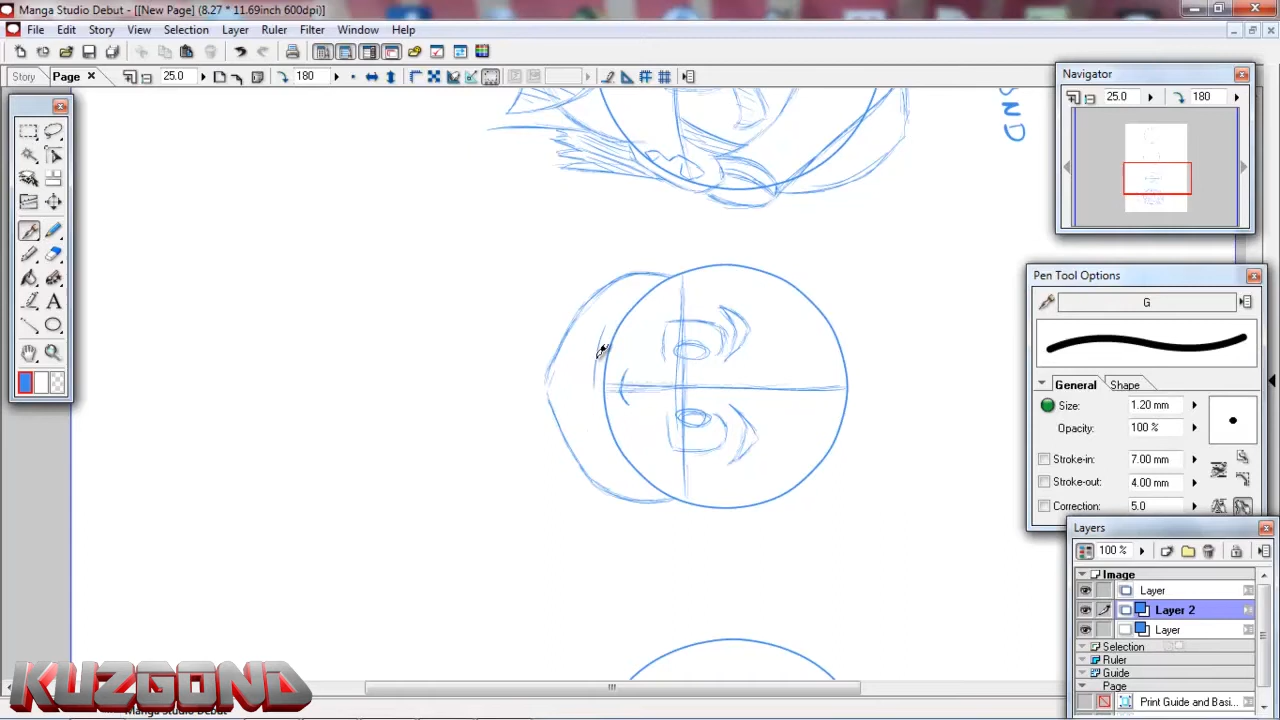 Manga Studio Debut - [[New Page] (8.27 * 11.69inch 600dpi)]
File Edit Story View Selection Layer Ruler Filter Window Help
Story Page 25.0 180
Navigator
25.0 180
ND
Pen Tool Options
G
General Shape
Size: 1.20 mm
Opacity: 100 %
Stroke-in: 7.00 mm
Stroke-out: 4.00 mm
Correction: 5.0
Layers
100 %
Image
Layer
Layer 2
Layer
Selection
Ruler
Guide
Page
Print Guide and Basi...
KUZGOND
Manga Studio Debut